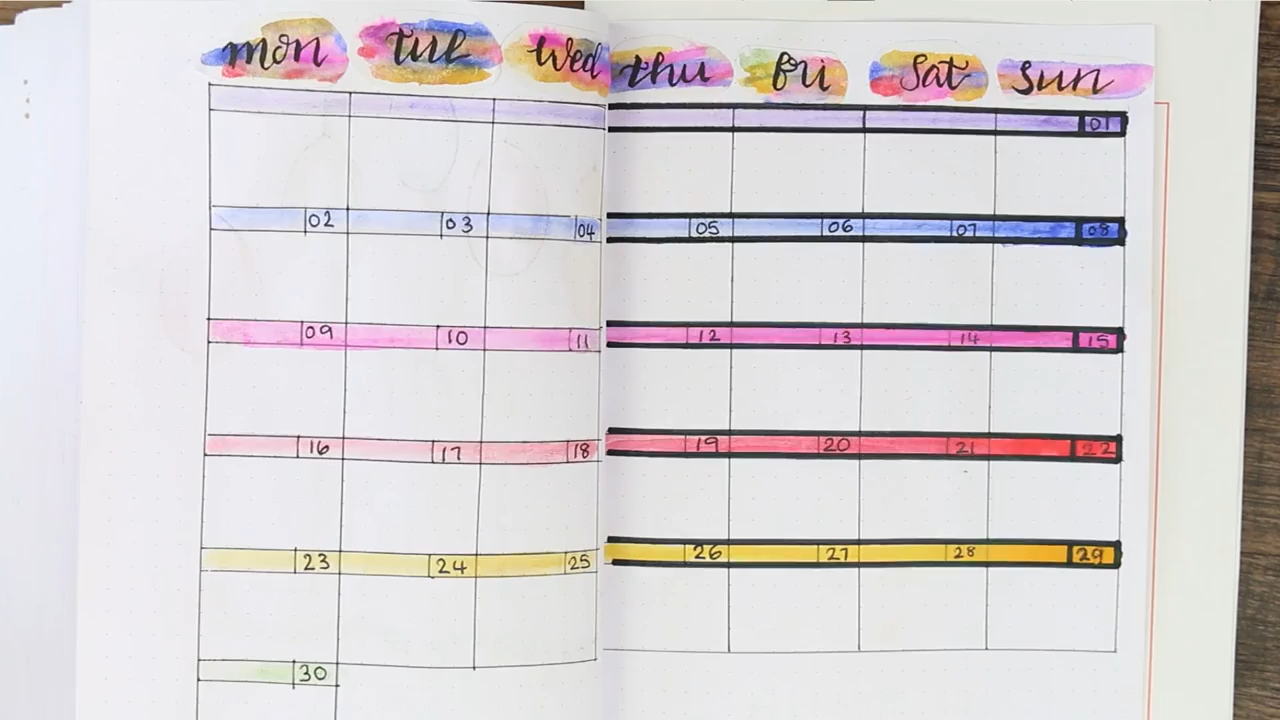 mon tue wed thu fri sat sun
01
02 03 04 05 06 07 08
09 10 11 12 13 14 15
16 17 18 19 20 21 22
23 24 25 26 27 28 29
30